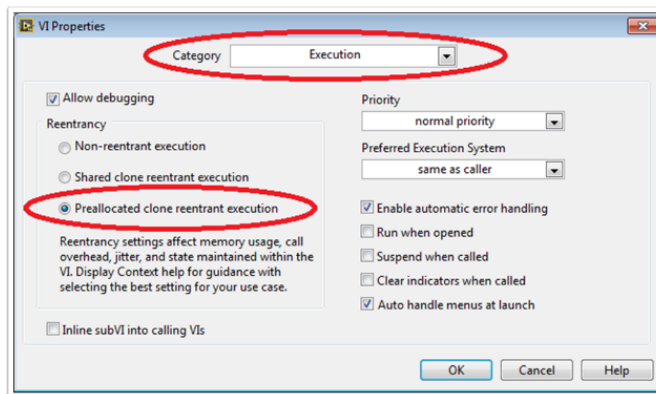 VI Properties
Category
Execution
Allow debugging
Reentrancy
Non-reentrant execution
Shared clone reentrant execution
Preallocated clone reentrant execution
Reentrancy settings affect memory usage, call
overhead, jitter, and state maintained within the
VI. Display Context help for guidance with
selecting the best setting for your use case.
Inline subVI into calling VIs
Priority
normal priority
Preferred Execution System
same as caller
Enable automatic error handling
Run when opened
Suspend when called
Clear indicators when called
Auto handle menus at launch
OK
Cancel
Help